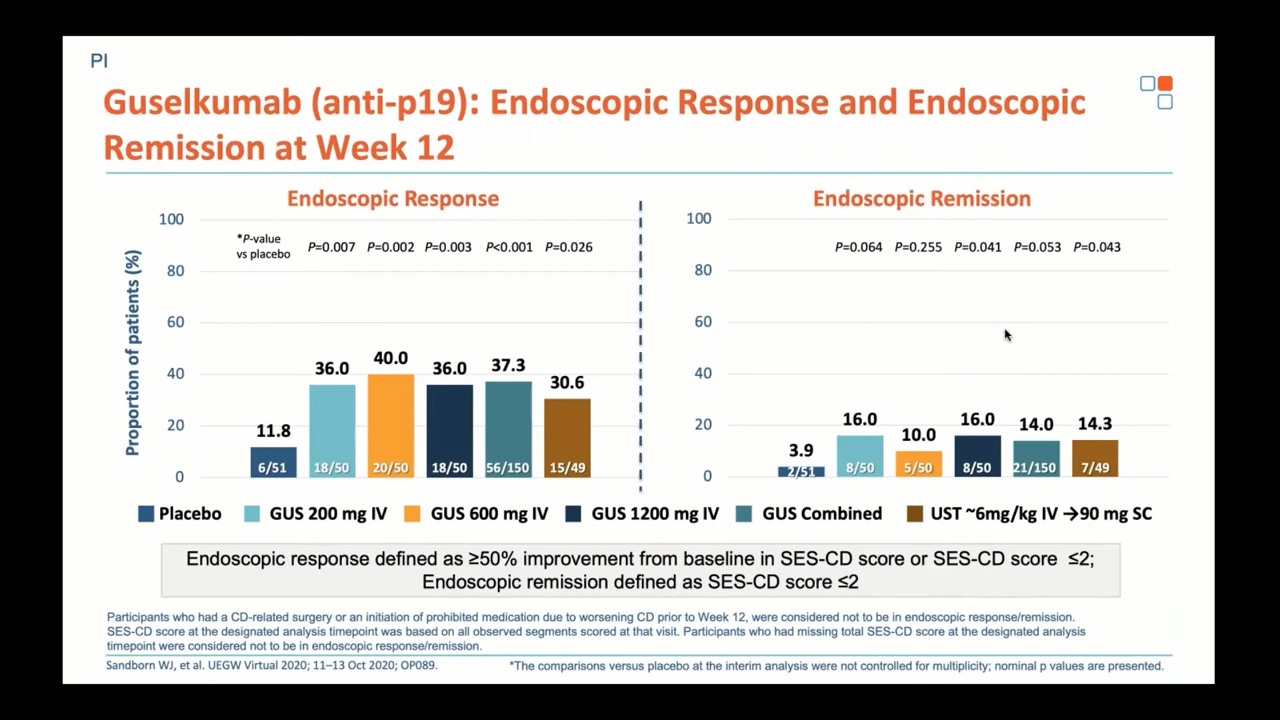 PI
Guselkumab (anti-p19): Endoscopic Response and Endoscopic
Remission at Week 12
Endoscopic Response
Proportion of patients (%)
100
80
60
40
20
0
*P-value
vs placebo
P=0.007 P=0.002 P=0.003 P<0.001 P=0.026
11.8 36.0 40.0 36.0 37.3 30.6
6/51 18/50 20/50 18/50 56/150 15/49
Endoscopic Remission
100
80
60
40
20
0
P=0.064 P=0.255 P=0.041 P=0.053 P=0.043
3.9 16.0 10.0 16.0 14.0 14.3
2/51 8/50 5/50 8/50 21/150 7/49
Placebo GUS 200 mg IV GUS 600 mg IV GUS 1200 mg IV GUS Combined UST ~6mg/kg IV →90 mg SC
Endoscopic response defined as ≥50% improvement from baseline in SES-CD score or SES-CD score ≤2;
Endoscopic remission defined as SES-CD score ≤2
Participants who had a CD-related surgery or an initiation of prohibited medication due to worsening CD prior to Week 12, were considered not to be in endoscopic response/remission.
SES-CD score at the designated analysis timepoint was based on all observed segments scored at that visit. Participants who had missing total SES-CD score at the designated analysis
timepoint were considered not to be in endoscopic response/remission.
Sandborn WJ, et al. UEGW Virtual 2020; 11–13 Oct 2020; OP089.
*The comparisons versus placebo at the interim analysis were not controlled for multiplicity; nominal p values are presented.